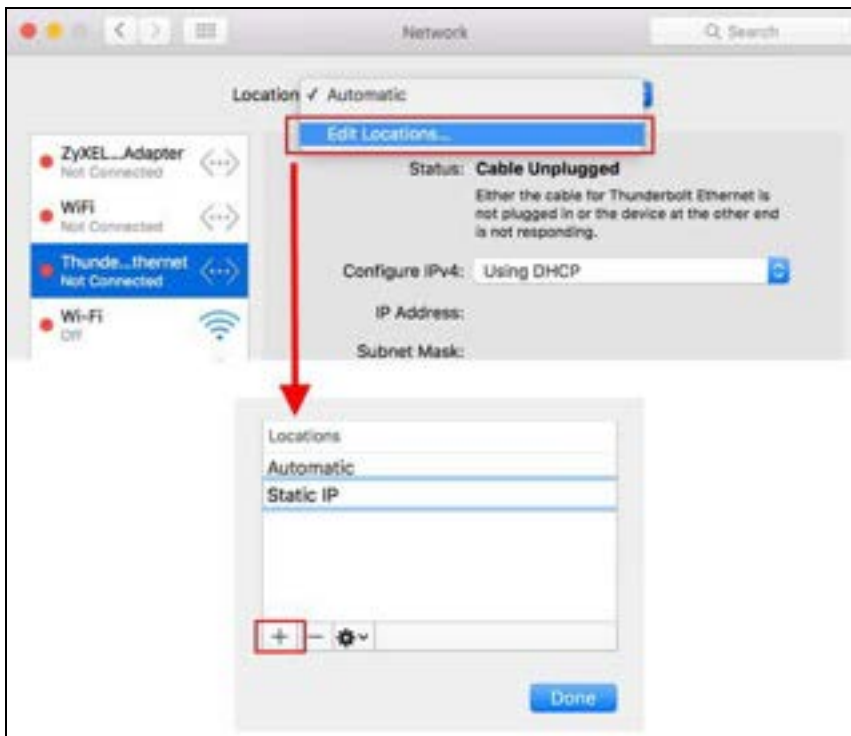 Network
Search
Location ✓ Automatic
Edit Locations...
ZyXEL...Adapter
Not Connected
WiFi
Not Connected
Thunde...thernet
Not Connected
Wi-Fi
Off
Status: Cable Unplugged
Either the cable for Thunderbolt Ethernet is
not plugged in or the device at the other end
is not responding.
Configure IPv4: Using DHCP
IP Address:
Subnet Mask:
Locations
Automatic
Static IP
Done